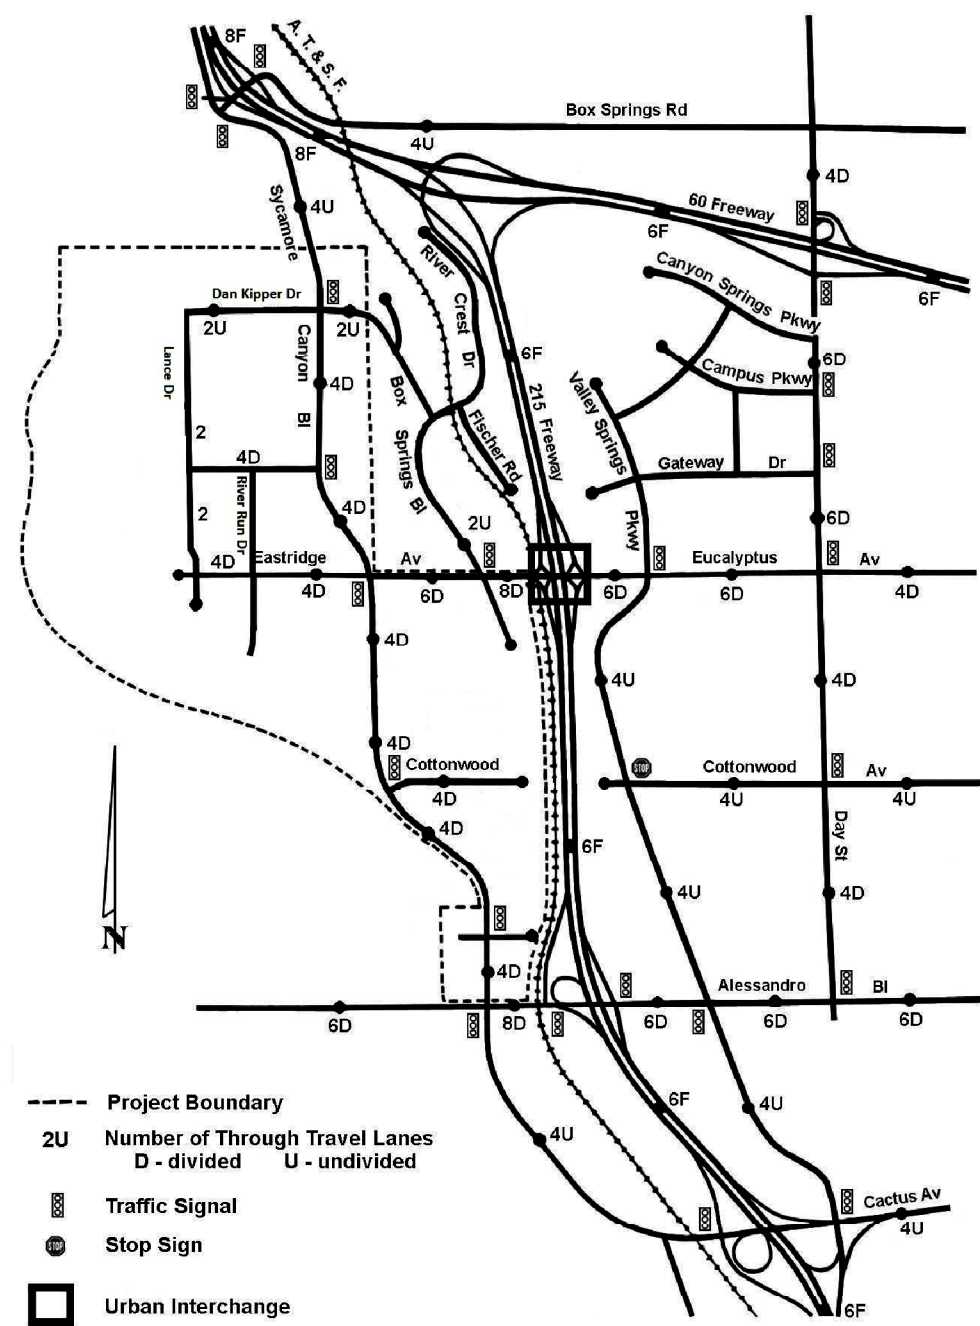 8F
A. T. & S. F.
Box Springs Rd
4U
8F
4D
Sycamore
4U
60 Freeway
6F
6F
River
Crest
Dr
Canyon Springs Pkwy
Dan Kipper Dr
2U
2U
Canyon
Bl
4D
Lance Dr
2
4D
River Run Dr
2
4D
Box
Springs Bl
Fischer Rd
2U
6F
215 Freeway
Valley Springs
Pkwy
Campus Pkwy
6D
Gateway Dr
6D
4D
Eastridge Av
4D
6D
8D
6D
Eucalyptus Av
6D
4D
4D
4U
4D
4D
Cottonwood
4D
STOP
Cottonwood Av
4U
4U
4D
6F
Day St
4U
4D
4D
Alessandro Bl
6D
8D
6D
6D
6D
N
6F
4U
4U
Cactus Av
4U
6F
Project Boundary
2U Number of Through Travel Lanes
D - divided U - undivided
Traffic Signal
STOP Stop Sign
Urban Interchange